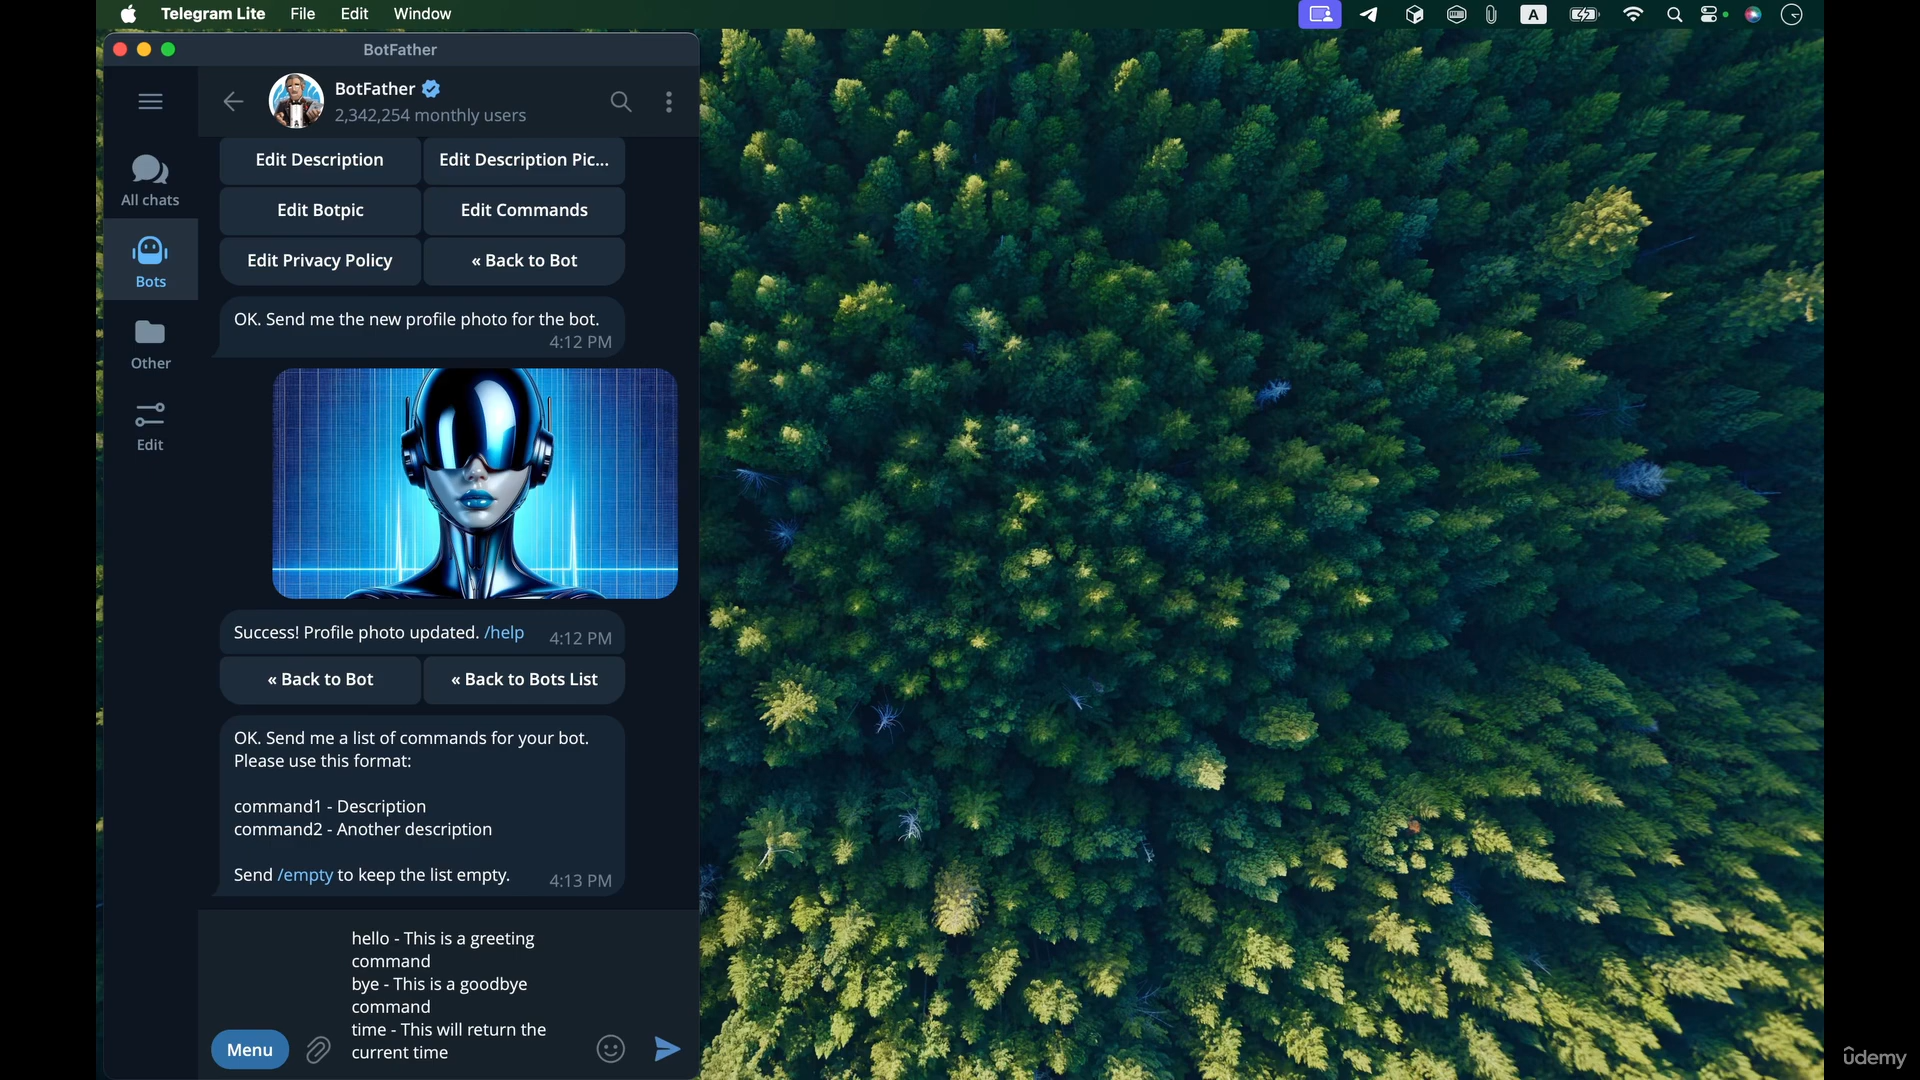 Telegram Lite File Edit Window
A
BotFather
BotFather
2,342,254 monthly users
All chats
Bots
Other
Edit
Edit Description Edit Description Pic...
Edit Botpic Edit Commands
Edit Privacy Policy « Back to Bot
OK. Send me the new profile photo for the bot.
4:12 PM
Success! Profile photo updated. /help 4:12 PM
« Back to Bot « Back to Bots List
OK. Send me a list of commands for your bot.
Please use this format:
command1 - Description
command2 - Another description
Send /empty to keep the list empty. 4:13 PM
hello - This is a greeting
command
bye - This is a goodbye
command
time - This will return the
current time
Menu
ûdemy